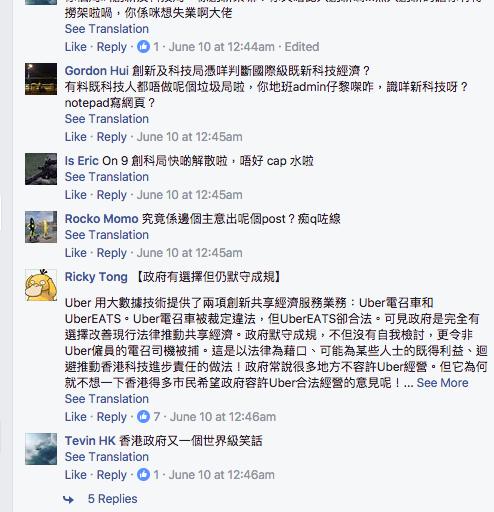 撈架啦喎，你係咪想失業啊大佬
See Translation
Like · Reply · 1 · June 10 at 12:44am · Edited
Gordon Hui 創新及科技局憑咩判斷國際級既新科技經濟？
有料既科技人都唔做呢個垃圾局啦，你地班admin仔黎㗎咋，識咩新科技呀？
notepad寫網頁？
See Translation
Like · Reply · June 10 at 12:45am
Is Eric On 9 創科局快啲解散啦，唔好 cap 水啦
See Translation
Like · Reply · June 10 at 12:45am
Rocko Momo 究竟係邊個主意出呢個post？痴q咗線
See Translation
Like · Reply · June 10 at 12:45am
Ricky Tong 【政府有選擇但仍默守成規】
Uber 用大數據技術提供了兩項創新共享經濟服務業務：Uber電召車和
UberEATS。Uber電召車被裁定違法，但UberEATS卻合法。可見政府是完全有
選擇改善現行法律推動共享經濟。政府默守成規，不但沒有自我檢討，更令非
Uber僱員的電召司機被捕。這是以法律為藉口、可能為某些人士的既得利益、迴
避推動香港科技進步責任的做法！政府常說很多地方不容許Uber經營。但它為何
就不想一下香港得多市民希望政府容許Uber合法經營的意見呢！... See More
See Translation
Like · Reply · 7 · June 10 at 12:46am
Tevin HK 香港政府又一個世界級笑話
See Translation
Like · Reply · 1 · June 10 at 12:46am
5 Replies